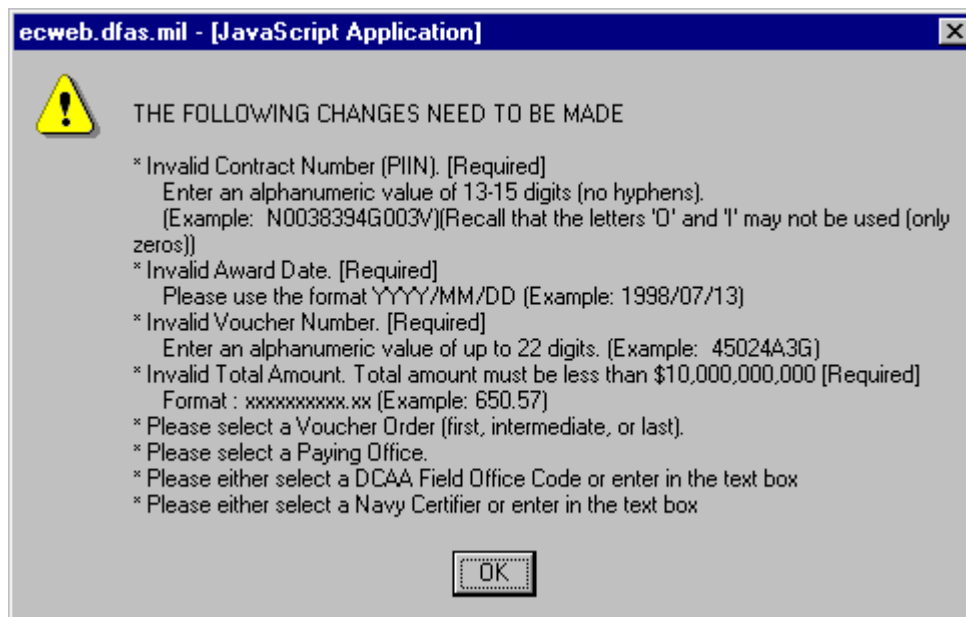 ecweb.dfas.mil - [JavaScript Application]
THE FOLLOWING CHANGES NEED TO BE MADE
* Invalid Contract Number (PIIN). [Required]
Enter an alphanumeric value of 13-15 digits (no hyphens).
(Example: N0038394G003V)(Recall that the letters 'O' and 'I' may not be used (only
zeros))
* Invalid Award Date. [Required]
Please use the format YYYY/MM/DD (Example: 1998/07/13)
* Invalid Voucher Number. [Required]
Enter an alphanumeric value of up to 22 digits. (Example: 45024A3G)
* Invalid Total Amount. Total amount must be less than $10,000,000,000 [Required]
Format : xxxxxxxxxx.xx (Example: 650.57)
* Please select a Voucher Order (first, intermediate, or last).
* Please select a Paying Office.
* Please either select a DCAA Field Office Code or enter in the text box
* Please either select a Navy Certifier or enter in the text box
OK